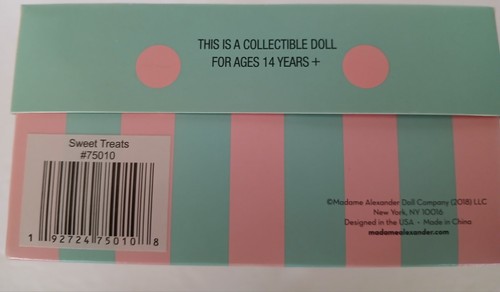 THIS IS A COLLECTIBLE DOLL
FOR AGES 14 YEARS +
Sweet Treats
#75010
1 92724 75010 8
©Madame Alexander Doll Company (2018) LLC
New York, NY 10016
Designed in the USA - Made in China
madamealexander.com